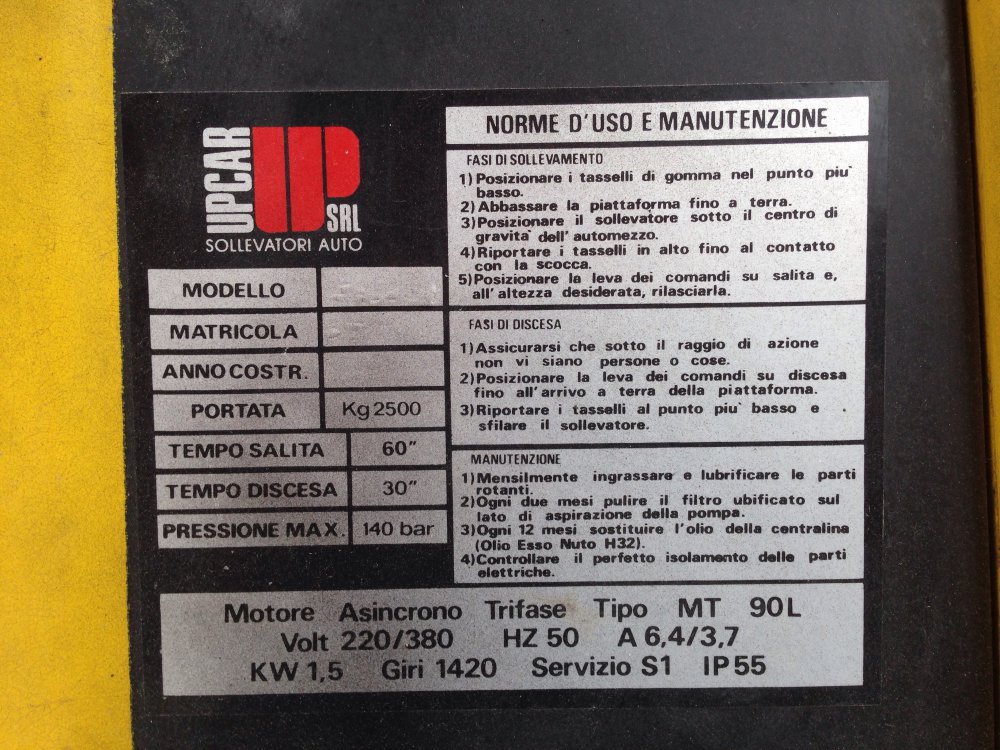 UPCAR
UP
SRL
SOLLEVATORI AUTO
MODELLO
MATRICOLA
ANNO COSTR.
PORTATA Kg 2500
TEMPO SALITA 60"
TEMPO DISCESA 30"
PRESSIONE MAX. 140 bar
NORME D'USO E MANUTENZIONE
FASI DI SOLLEVAMENTO
1) Posizionare i tasselli di gomma nel punto piu`
basso.
2) Abbassare la piattaforma fino a terra.
3) Posizionare il sollevatore sotto il centro di
gravita` dell'automezzo.
4) Riportare i tasselli in alto fino al contatto
con la scocca.
5) Posizionare la leva dei comandi su salita e,
all'altezza desiderata, rilasciarla.
FASI DI DISCESA
1) Assicurarsi che sotto il raggio di azione
non vi siano persone o cose.
2) Posizionare la leva dei comandi su discesa
fino all'arrivo a terra della piattaforma.
3) Riportare i tasselli al punto piu` basso e
sfilare il sollevatore.
MANUTENZIONE
1) Mensilmente ingrassare e lubrificare le parti
rotanti.
2) Ogni due mesi pulire il filtro ubificato sul
lato di aspirazione della pompa.
3) Ogni 12 mesi sostituire l'olio della centralina
(Olio Esso Nuto H32).
4) Controllare il perfetto isolamento delle parti
elettriche.
Motore Asincrono Trifase Tipo MT 90L
Volt 220/380 HZ 50 A 6,4/3,7
KW 1,5 Giri 1420 Servizio S1 IP 55